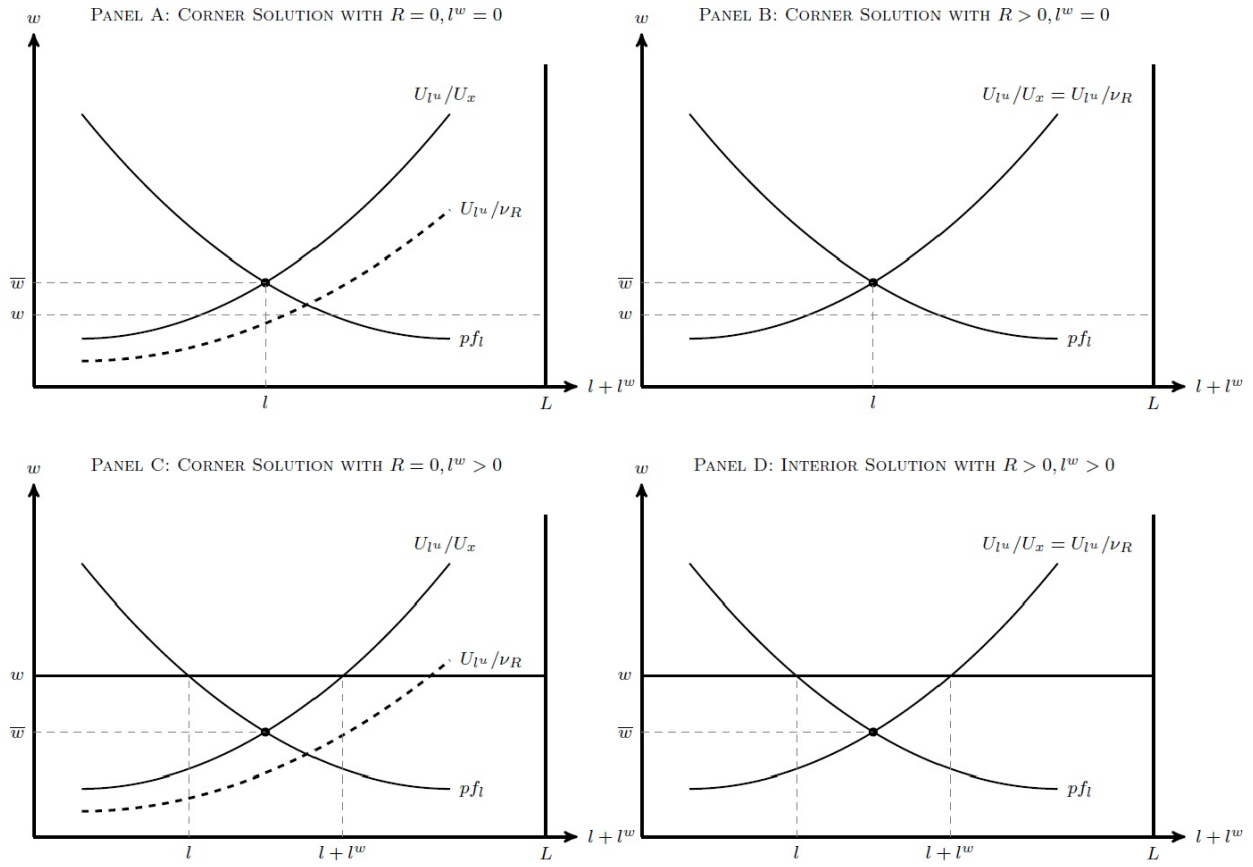 PANEL A: CORNER SOLUTION WITH R = 0, l^w = 0
w
U_{l^u}/U_x
U_{l^u}/ν_R
w̅
w
pf_l
l + l^w
l
L
PANEL B: CORNER SOLUTION WITH R > 0, l^w = 0
w
U_{l^u}/U_x = U_{l^u}/ν_R
w̅
w
pf_l
l + l^w
l
L
PANEL C: CORNER SOLUTION WITH R = 0, l^w > 0
w
U_{l^u}/U_x
U_{l^u}/ν_R
w
w̅
pf_l
l + l^w
l
l + l^w
L
PANEL D: INTERIOR SOLUTION WITH R > 0, l^w > 0
w
U_{l^u}/U_x = U_{l^u}/ν_R
w
w̅
pf_l
l + l^w
l
l + l^w
L